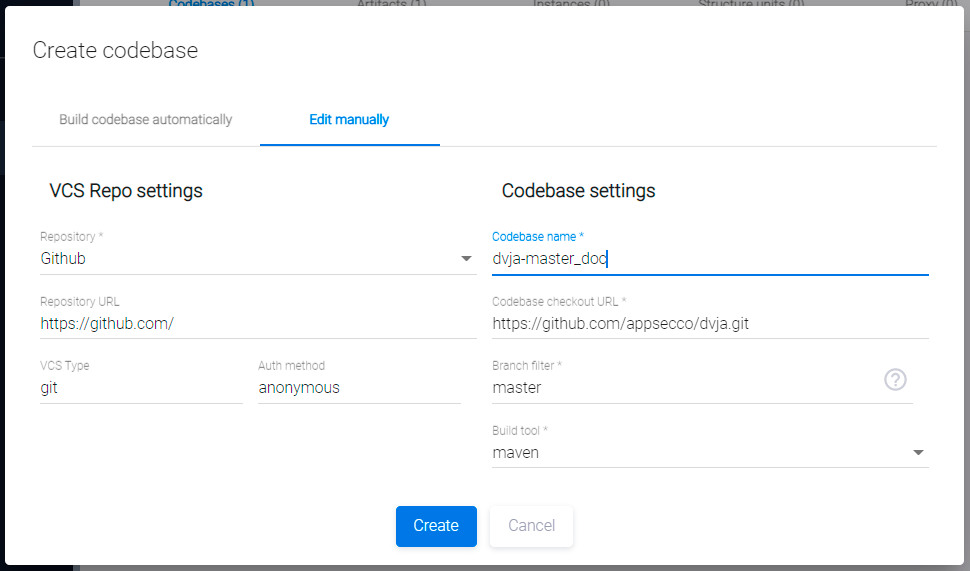 Codebases (1) Artifacts (1) Instances (0) Structure units (0) Proxy (0)
Create codebase
Build codebase automatically Edit manually
VCS Repo settings
Repository *
Github
Repository URL
https://github.com/
VCS Type Auth method
git anonymous
Codebase settings
Codebase name *
dvja-master_doc
Codebase checkout URL *
https://github.com/appsecco/dvja.git
Branch filter *
master
?
Build tool *
maven
Create Cancel